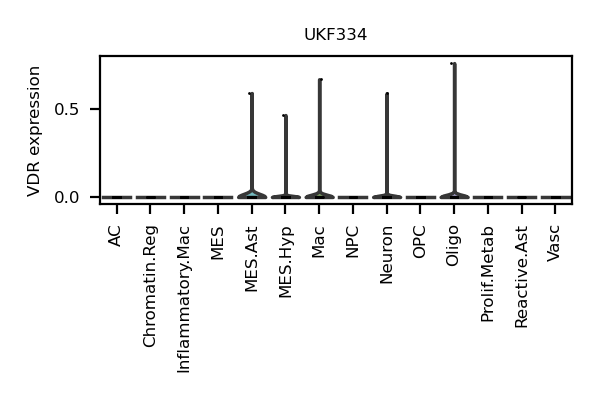 UKF334
VDR expression
0.5
0.0
AC
Chromatin.Reg
Inflammatory.Mac
MES
MES.Ast
MES.Hyp
Mac
NPC
Neuron
OPC
Oligo
Prolif.Metab
Reactive.Ast
Vasc